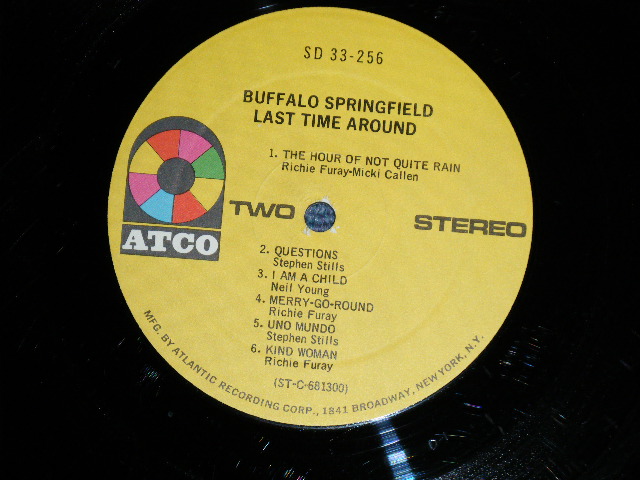 SD 33-256
BUFFALO SPRINGFIELD
LAST TIME AROUND
1. THE HOUR OF NOT QUITE RAIN
Richie Furay-Micki Callen
ATCO
TWO
STEREO
2. QUESTIONS
Stephen Stills
3. I AM A CHILD
Neil Young
4. MERRY-GO-ROUND
Richie Furay
5. UNO MUNDO
Stephen Stills
6. KIND WOMAN
Richie Furay
(ST-C-681300)
MFG. BY ATLANTIC RECORDING CORP., 1841 BROADWAY, NEW YORK, N.Y.